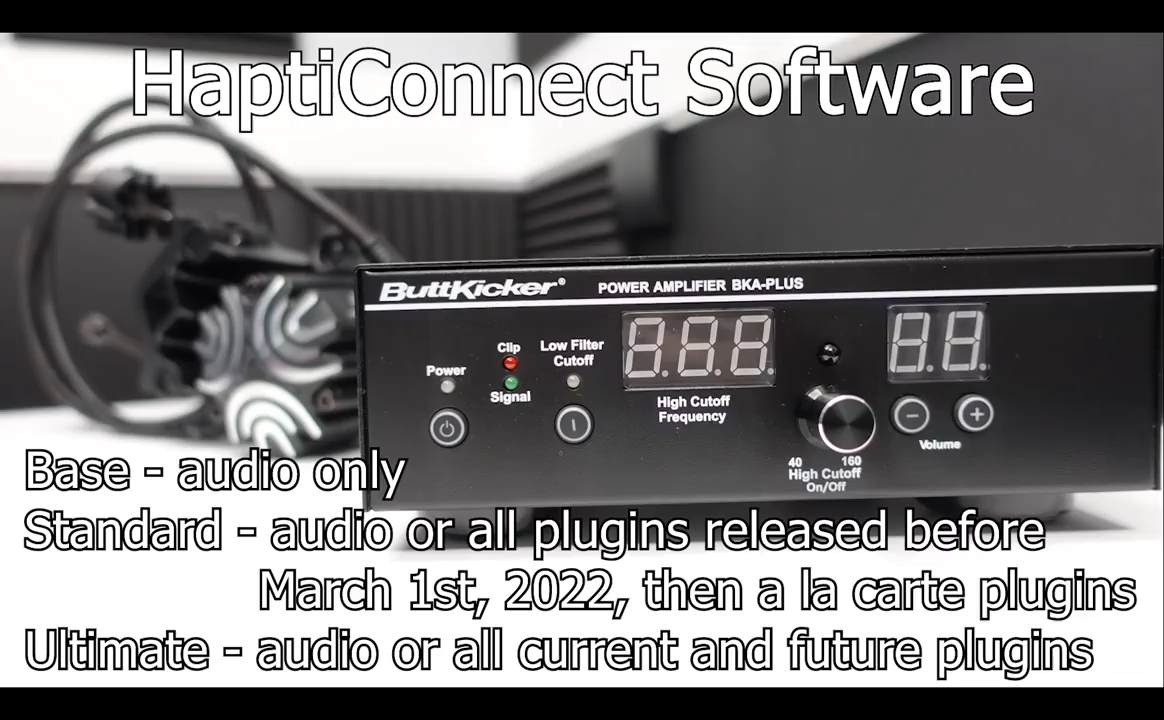 HaptiConnect Software
ButtKicker® POWER AMPLIFIER BKA-PLUS
Clip
Low Filter
Cutoff
Power
Signal
High Cutoff
Frequency
Volume
40 160
High Cutoff
On/Off
Base - audio only
Standard - audio or all plugins released before
March 1st, 2022, then a la carte plugins
Ultimate - audio or all current and future plugins